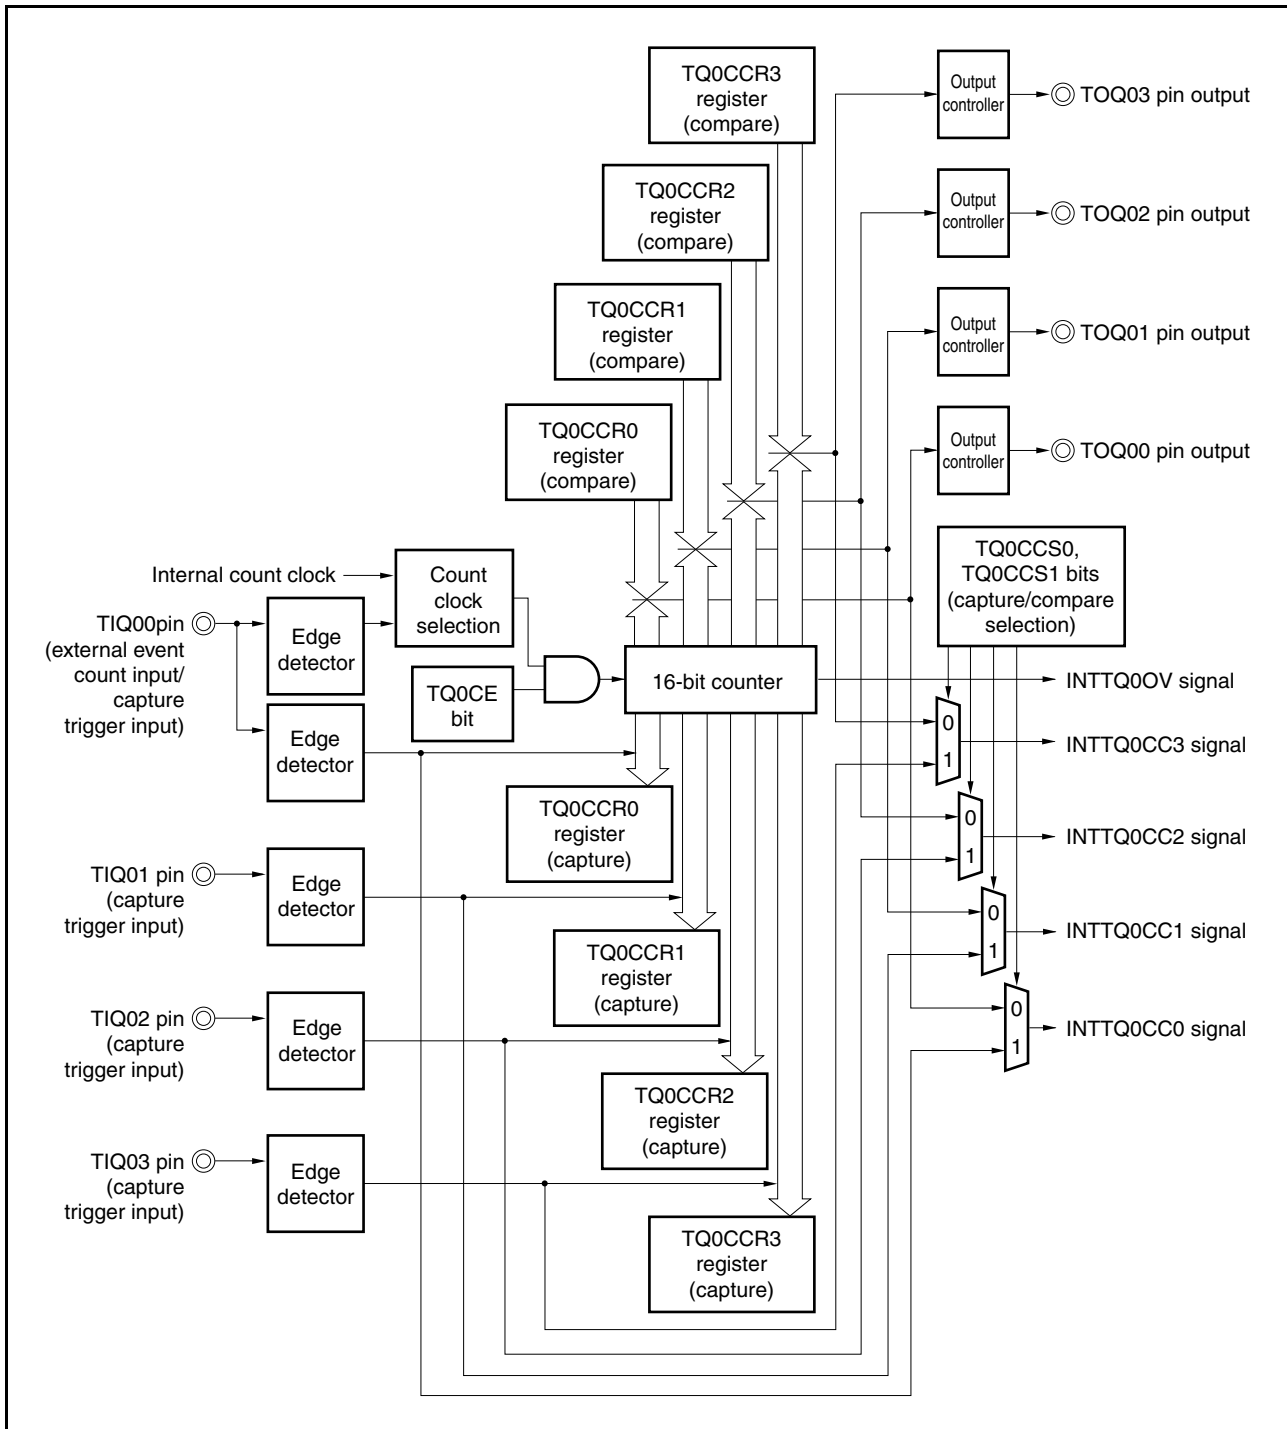 TQ0CCR3
register
(compare)
Output
controller
TOQ03 pin output
TQ0CCR2
register
(compare)
Output
controller
TOQ02 pin output
TQ0CCR1
register
(compare)
Output
controller
TOQ01 pin output
TQ0CCR0
register
(compare)
Output
controller
TOQ00 pin output
TQ0CCS0,
TQ0CCS1 bits
(capture/compare
selection)
Internal count clock
Count
clock
selection
TIQ00pin
(external event
count input/
capture
trigger input)
Edge
detector
TQ0CE
bit
16-bit counter
INTTQ0OV signal
Edge
detector
0
1
INTTQ0CC3 signal
TQ0CCR0
register
(capture)
0
1
INTTQ0CC2 signal
TIQ01 pin
(capture
trigger input)
Edge
detector
0
1
INTTQ0CC1 signal
TQ0CCR1
register
(capture)
0
1
INTTQ0CC0 signal
TIQ02 pin
(capture
trigger input)
Edge
detector
TQ0CCR2
register
(capture)
TIQ03 pin
(capture
trigger input)
Edge
detector
TQ0CCR3
register
(capture)